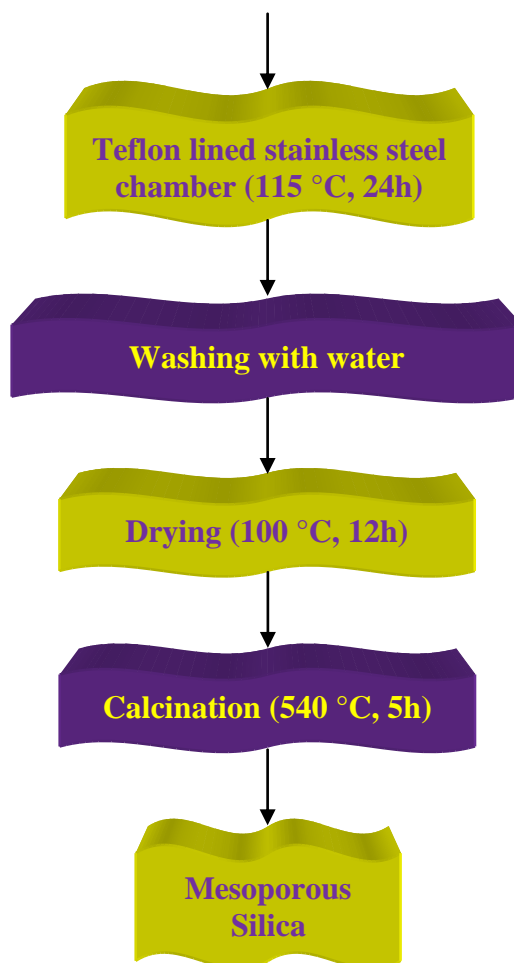 Teflon lined stainless steel
chamber (115 °C, 24h)
Washing with water
Drying (100 °C, 12h)
Calcination (540 °C, 5h)
Mesoporous
Silica